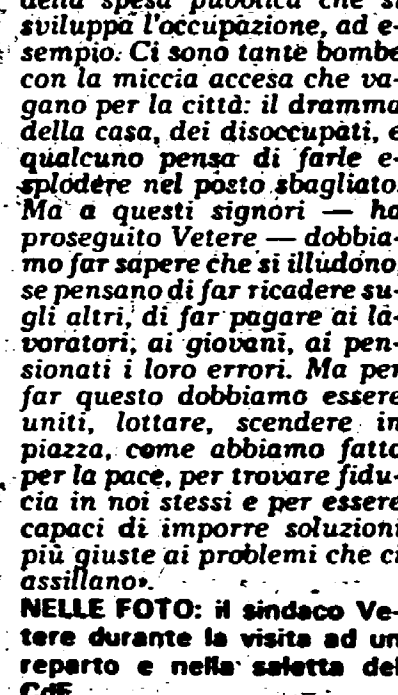 della spesa pubblica che si
sviluppa l'occupazione, ad e-
sempio. Ci sono tante bombe
con la miccia accesa che va-
gano per la città: il dramma
della casa, dei disoccupati, e
qualcuno pensa di farle e-
splodere nel posto sbagliato.
Ma a questi signori — ha
proseguito Vetere — dobbia-
mo far sapere che si illudono,
se pensano di far ricadere su-
gli altri, di far pagare ai la-
voratori, ai giovani, ai pen-
sionati i loro errori. Ma per
far questo dobbiamo essere
uniti, lottare, scendere in
piazza, come abbiamo fatto
per la pace, per trovare fidu-
cia in noi stessi e per essere
capaci di imporre soluzioni
più giuste ai problemi che ci
assillano».
NELLE FOTO: il sindaco Ve-
tere durante la visita ad un
reparto e nella saletta del
CdF